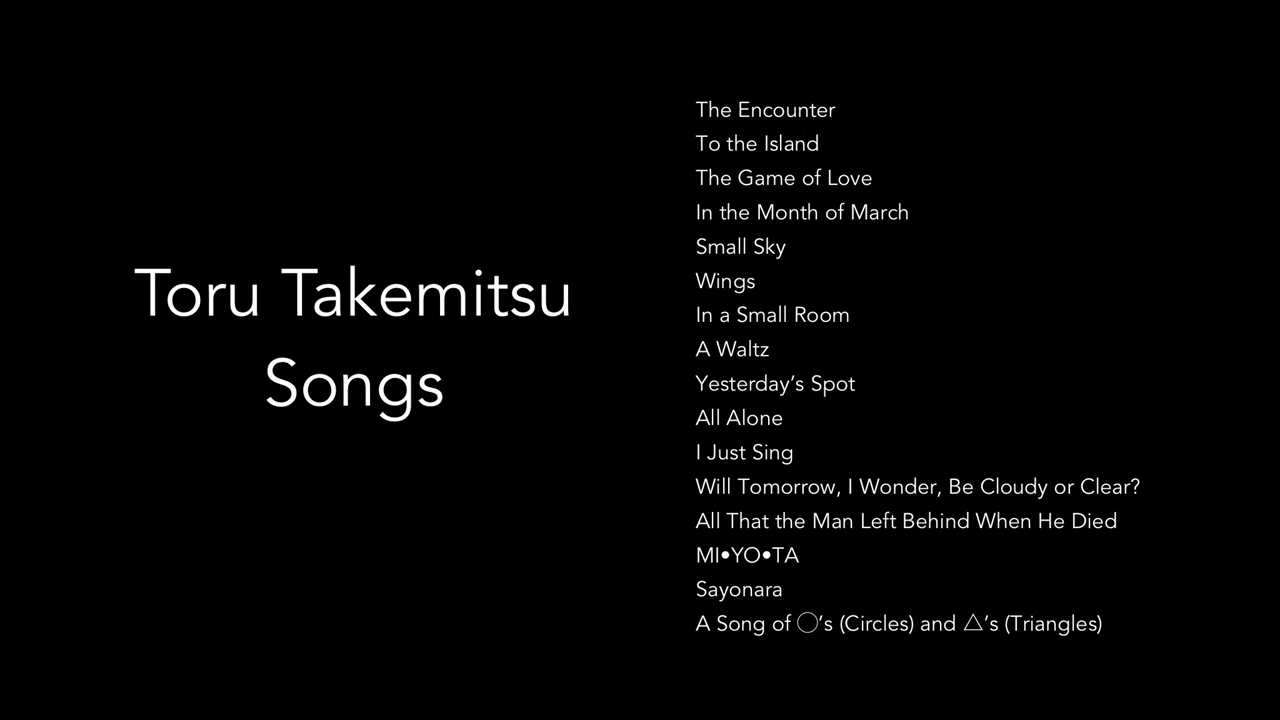 Toru Takemitsu
Songs
The Encounter
To the Island
The Game of Love
In the Month of March
Small Sky
Wings
In a Small Room
A Waltz
Yesterday’s Spot
All Alone
I Just Sing
Will Tomorrow, I Wonder, Be Cloudy or Clear?
All That the Man Left Behind When He Died
MI•YO•TA
Sayonara
A Song of ◯’s (Circles) and △’s (Triangles)